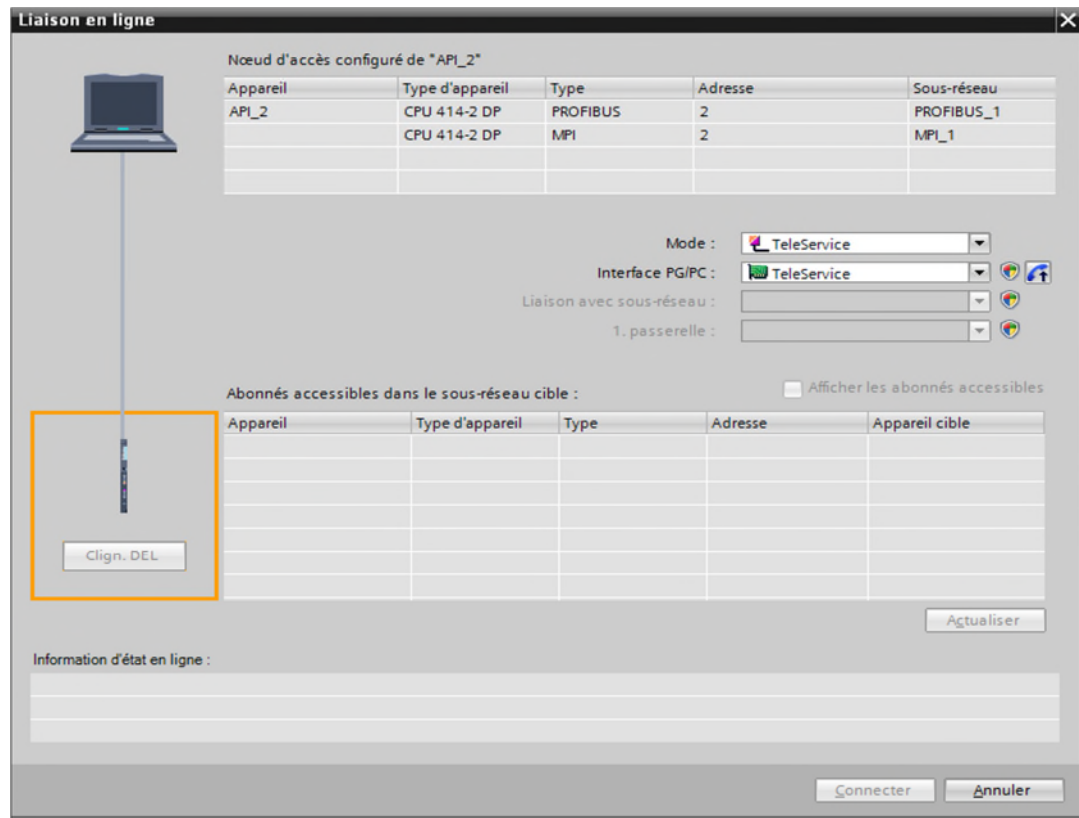 Liaison en ligne
Nœud d'accès configuré de "API_2"
Appareil Type d'appareil Type Adresse Sous-réseau
API_2 CPU 414-2 DP PROFIBUS 2 PROFIBUS_1
CPU 414-2 DP MPI 2 MPI_1
Mode : TeleService
Interface PG/PC : TeleService
Liaison avec sous-réseau :
1. passerelle :
Abonnés accessibles dans le sous-réseau cible : Afficher les abonnés accessibles
Appareil Type d'appareil Type Adresse Appareil cible
Clign. DEL
Actualiser
Information d'état en ligne :
Connecter Annuler